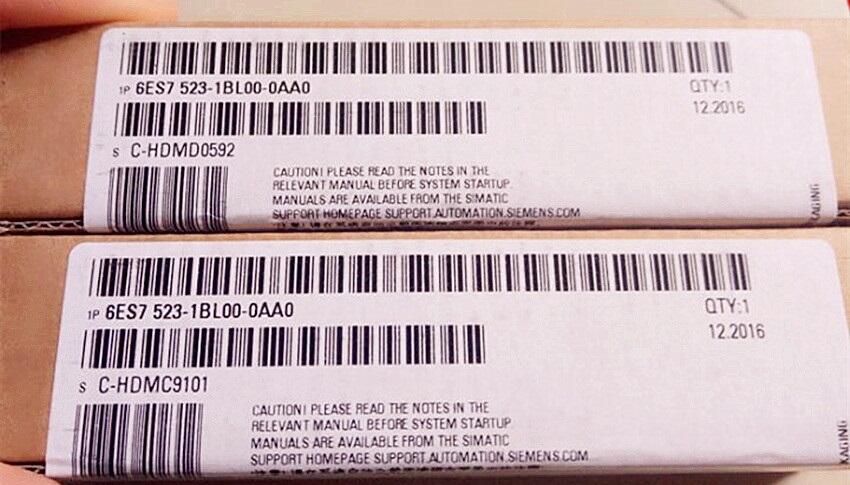 1P 6ES7 523-1BL00-0AA0
QTY:1
12.2016
S C-HDMD0592
CAUTION! PLEASE READ THE NOTES IN THE
RELEVANT MANUAL BEFORE SYSTEM STARTUP.
MANUALS ARE AVAILABLE FROM THE SIMATIC
SUPPORT HOMEPAGE SUPPORT.AUTOMATION.SIEMENS.COM
1P 6ES7 523-1BL00-0AA0
QTY:1
12.2016
S C-HDMC9101
CAUTION! PLEASE READ THE NOTES IN THE
RELEVANT MANUAL BEFORE SYSTEM STARTUP.
MANUALS ARE AVAILABLE FROM THE SIMATIC
SUPPORT HOMEPAGE SUPPORT.AUTOMATION.SIEMENS.COM